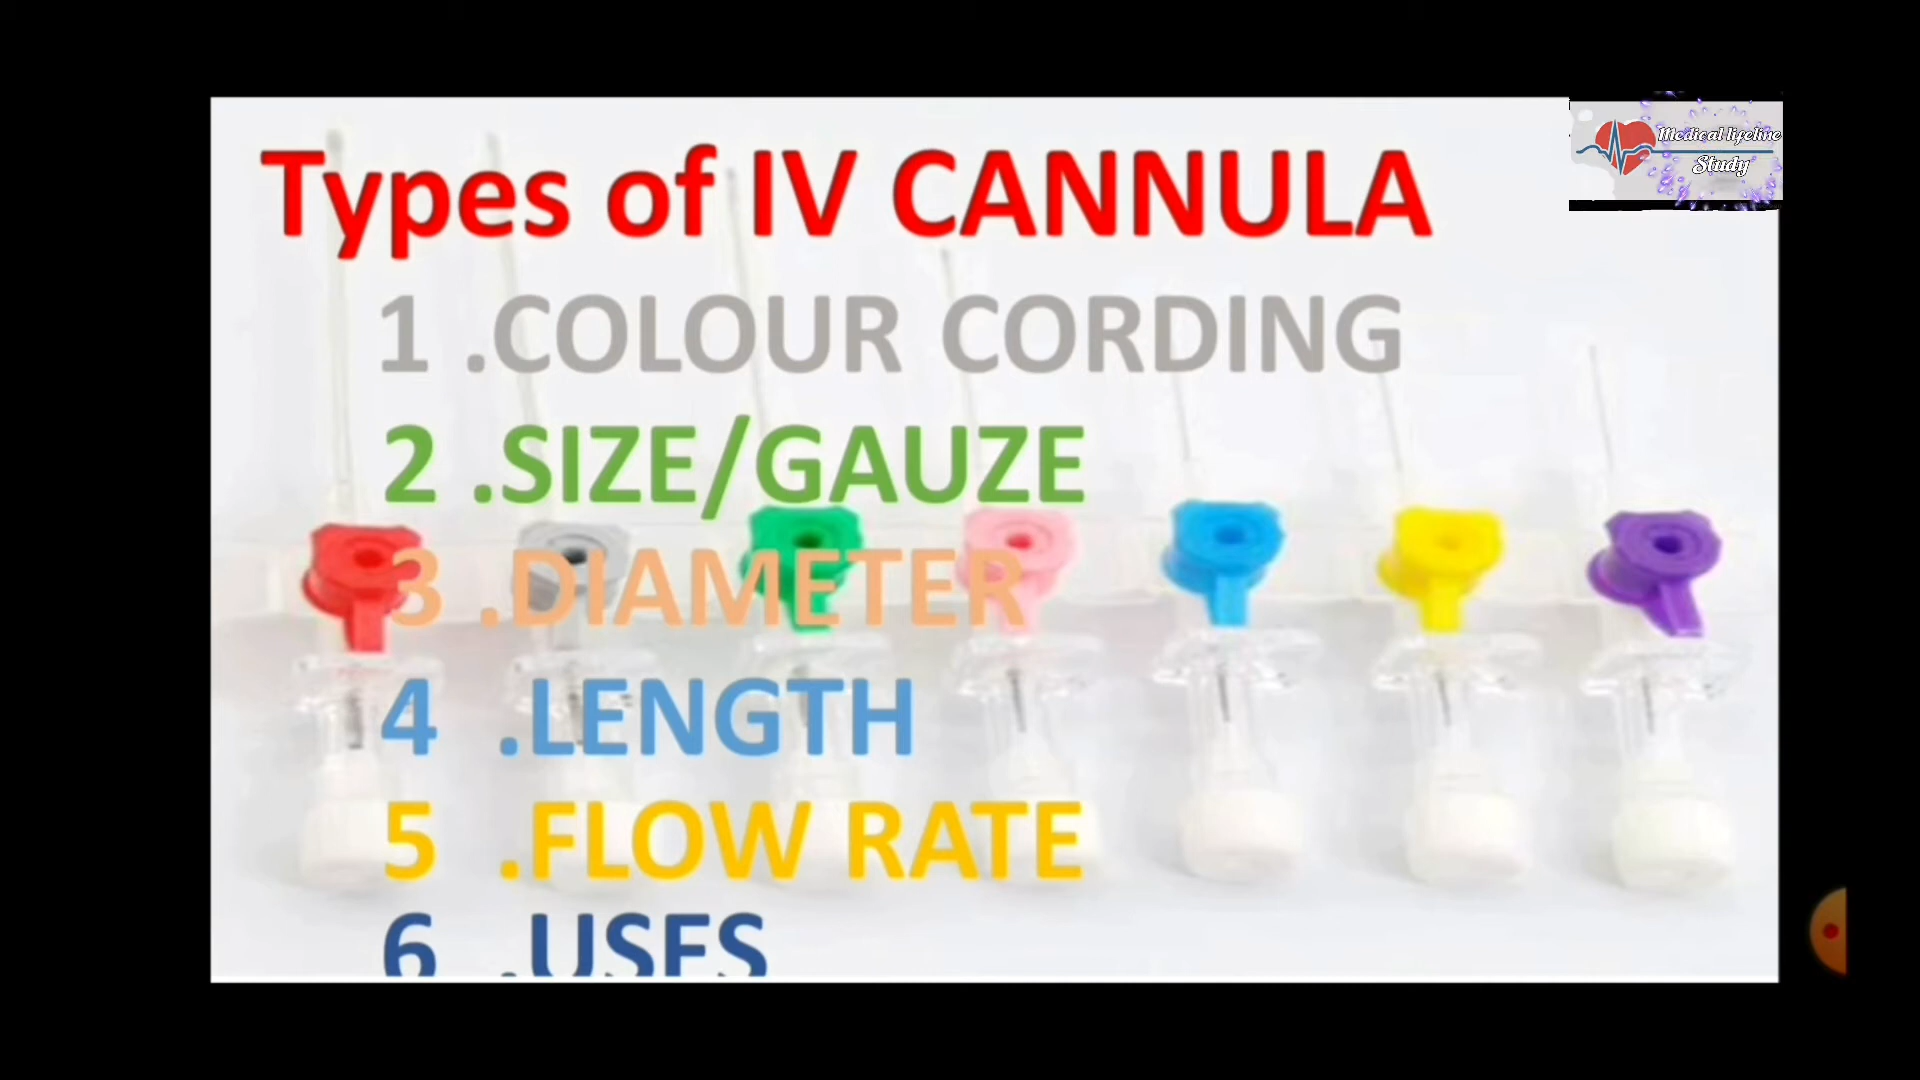 Types of IV CANNULA
Medical lifeline
Study
1 .COLOUR CORDING
2 .SIZE/GAUZE
3 .DIAMETER
4 .LENGTH
5 .FLOW RATE
6 .USES